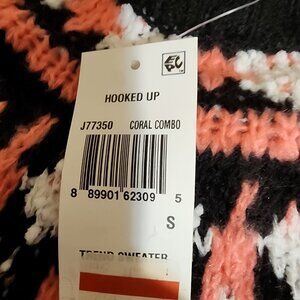 HOOKED UP
J77350 CORAL COMBO
8 89901 62309 5
S
TREND SWEATER